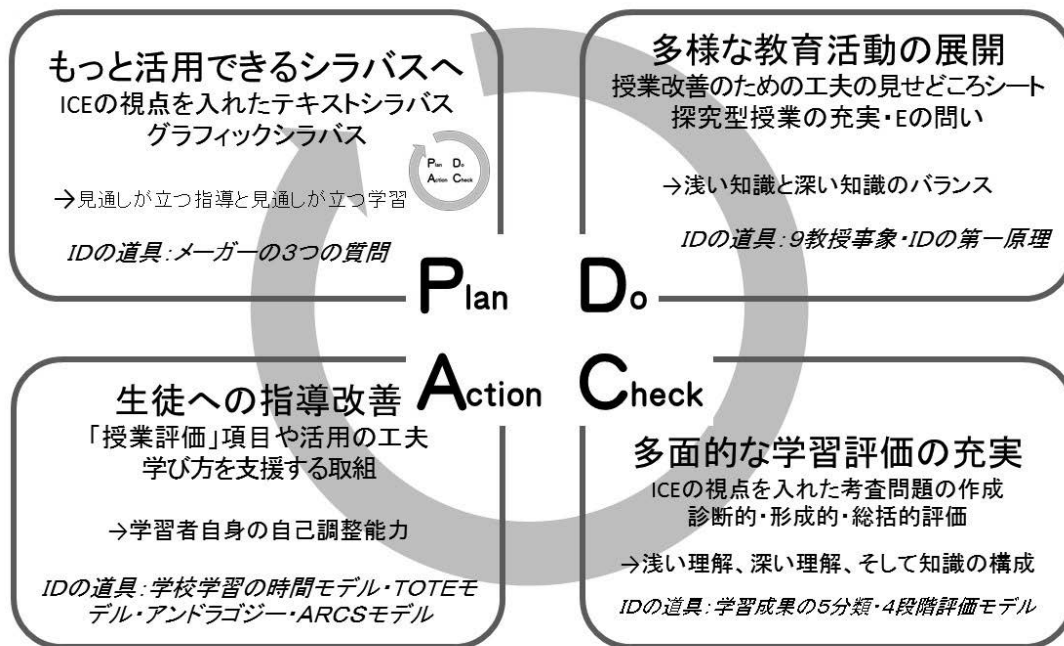 もっと活用できるシラバスへ
ICEの視点を入れたテキストシラバス
グラフィックシラバス
→見通しが立つ指導と見通しが立つ学習
IDの道具:メーガーの3つの質問
Plan Do
Action Check
多様な教育活動の展開
授業改善のための工夫の見せどころシート
探究型授業の充実・Eの問い
→浅い知識と深い知識のバランス
IDの道具:9教授事象・IDの第一原理
Plan Do
Action Check
生徒への指導改善
「授業評価」項目や活用の工夫
学び方を支援する取組
→学習者自身の自己調整能力
IDの道具:学校学習の時間モデル・TOTEモ
デル・アンドラゴジー・ARCSモデル
多面的な学習評価の充実
ICEの視点を入れた考査問題の作成
診断的・形成的・総括的評価
→浅い理解、深い理解、そして知識の構成
IDの道具:学習成果の5分類・4段階評価モデル